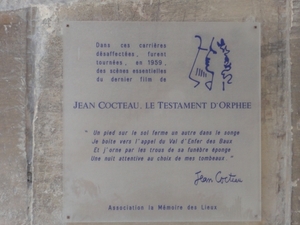 Dans ces carrières
désaffectées, furent
tournées, en 1959,
des scènes essentielles
du dernier film de
JEAN COCTEAU, LE TESTAMENT D'ORPHEE
" Un pied sur le sol ferme un autre dans le songe
Je boite vers l'appel du Val d'Enfer des Baux
Et j'orne par les trous de sa funèbre éponge
Une nuit attentive au choix de mes tombeaux. "
Jean Cocteau
Association la Mémoire des Lieux